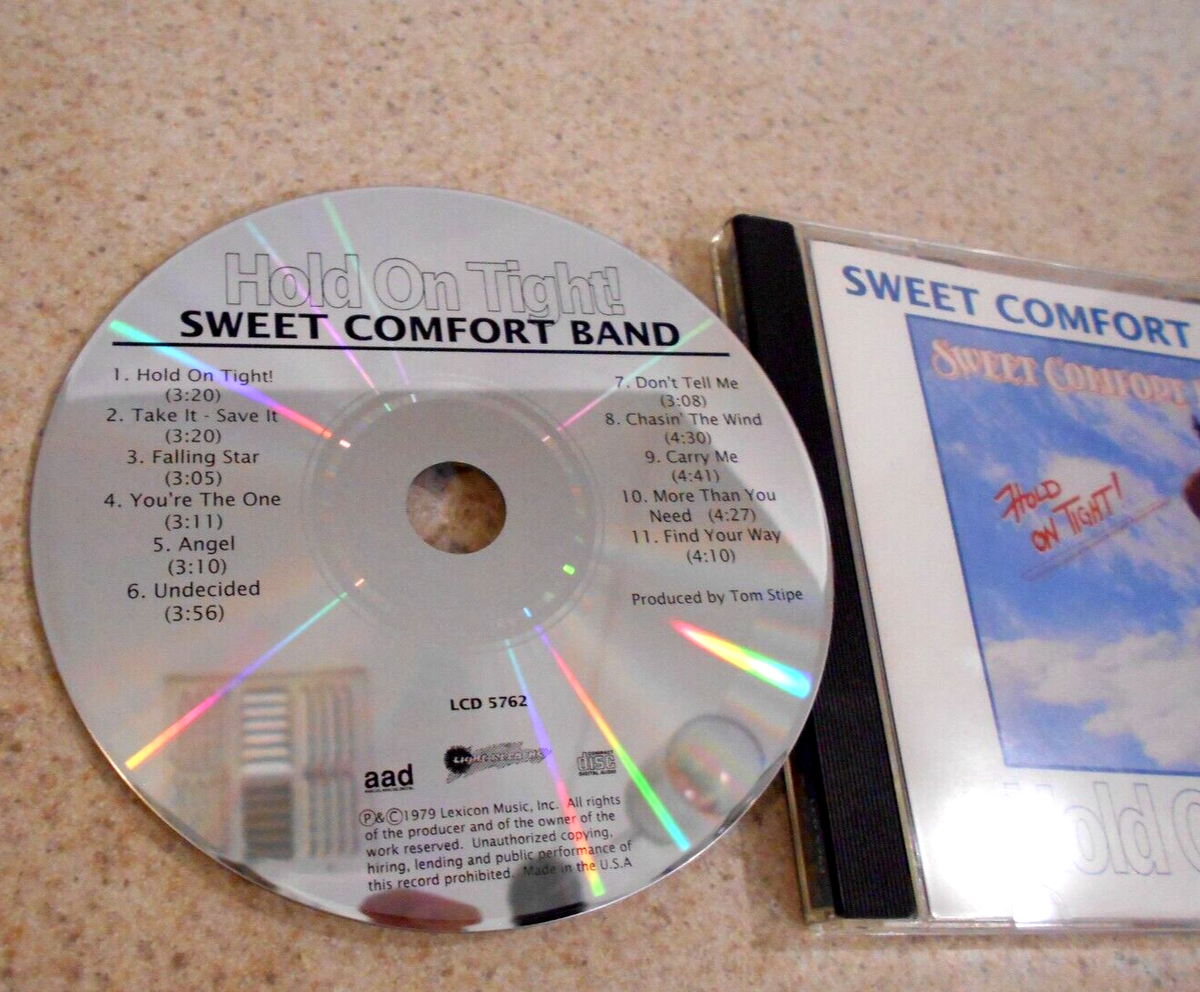 Hold On Tight!
SWEET COMFORT BAND
1. Hold On Tight!
(3:20)
2. Take It - Save It
(3:20)
3. Falling Star
(3:05)
4. You're The One
(3:11)
5. Angel
(3:10)
6. Undecided
(3:56)
7. Don't Tell Me
(3:08)
8. Chasin' The Wind
(4:30)
9. Carry Me
(4:41)
10. More Than You
Need (4:27)
11. Find Your Way
(4:10)
Produced by Tom Stipe
LCD 5762
aad
LIGHT RECORDS
COMPACT
disc
DIGITAL AUDIO
Ⓟ&©1979 Lexicon Music, Inc. All rights
of the producer and of the owner of the
work reserved. Unauthorized copying,
hiring, lending and public performance of
this record prohibited. Made in the U.S.A
SWEET COMFORT
SWEET COMFORT
HOLD
ON TIGHT!
Hold O